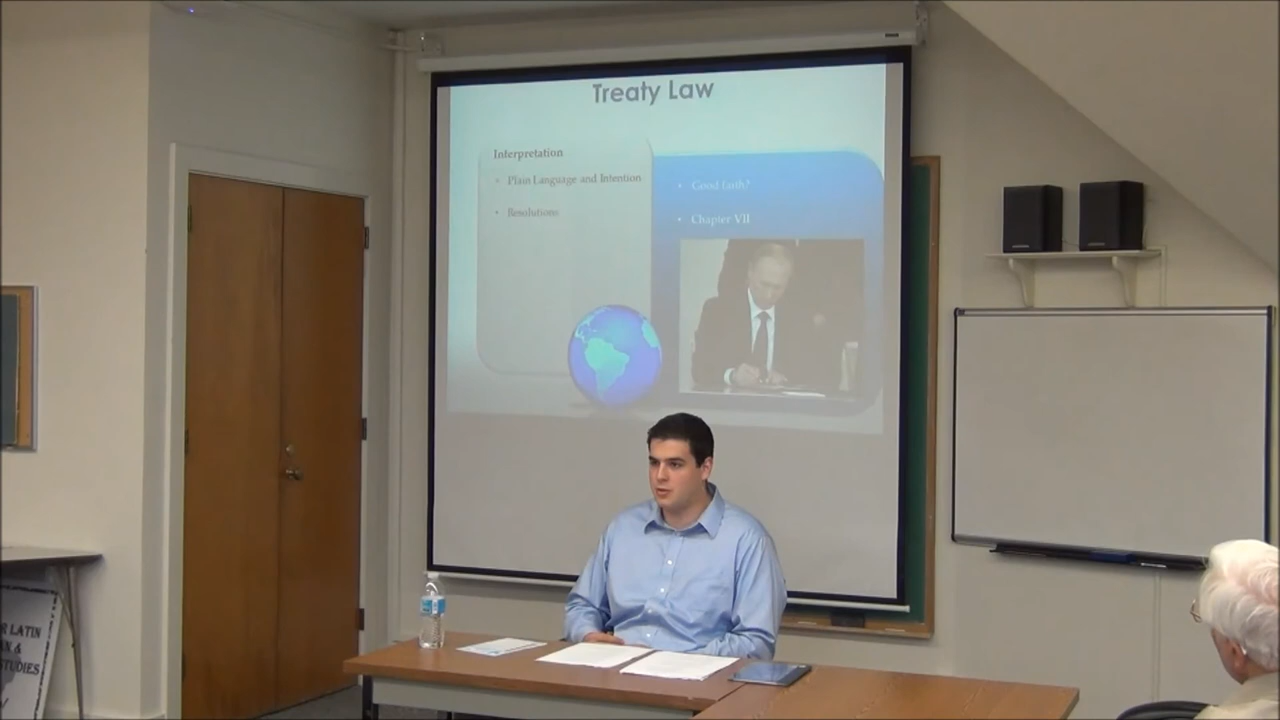 Treaty Law
Interpretation
• Plain Language and Intention
• Resolutions
• Good faith?
• Chapter VII
R LATIN
&
STUDIES